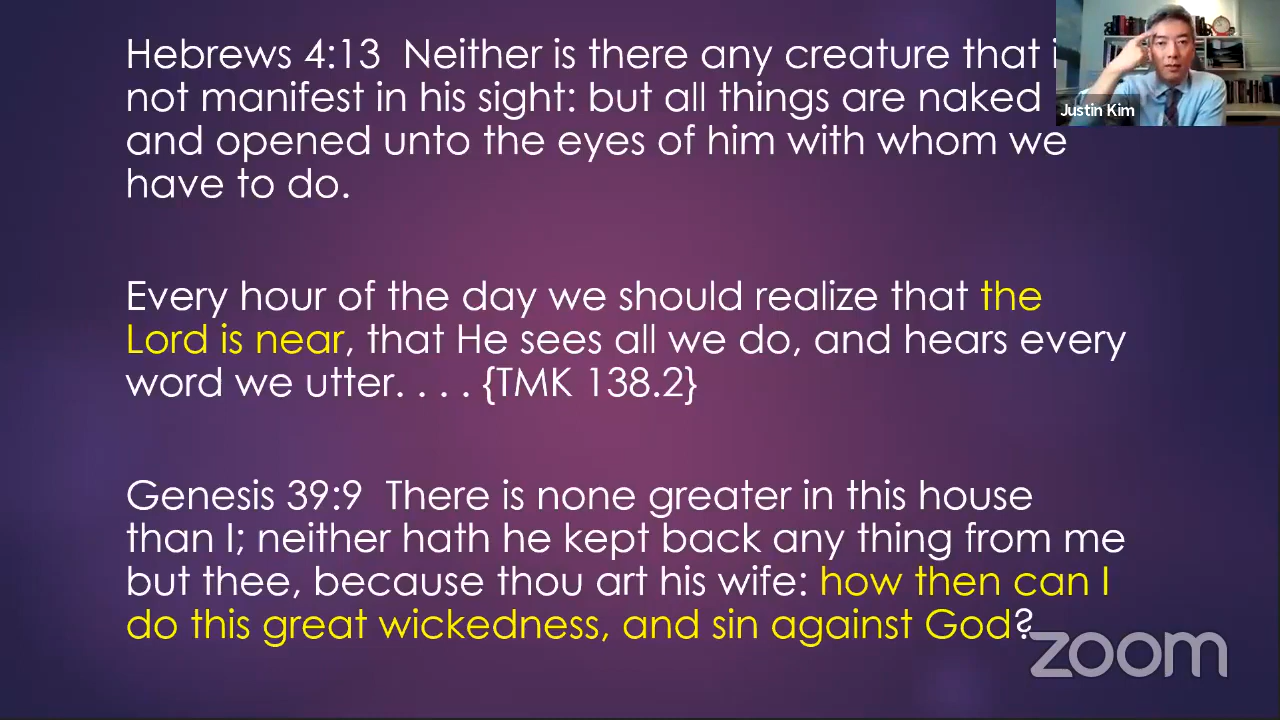 Hebrews 4:13 Neither is there any creature that
not manifest in his sight: but all things are naked
and opened unto the eyes of him with whom we
have to do.
Every hour of the day we should realize that the
Lord is near, that He sees all we do, and hears every
word we utter. . . . {TMK 138.2}
Genesis 39:9 There is none greater in this house
than I; neither hath he kept back any thing from me
but thee, because thou art his wife: how then can I
do this great wickedness, and sin against God?
Justin Kim
zoom